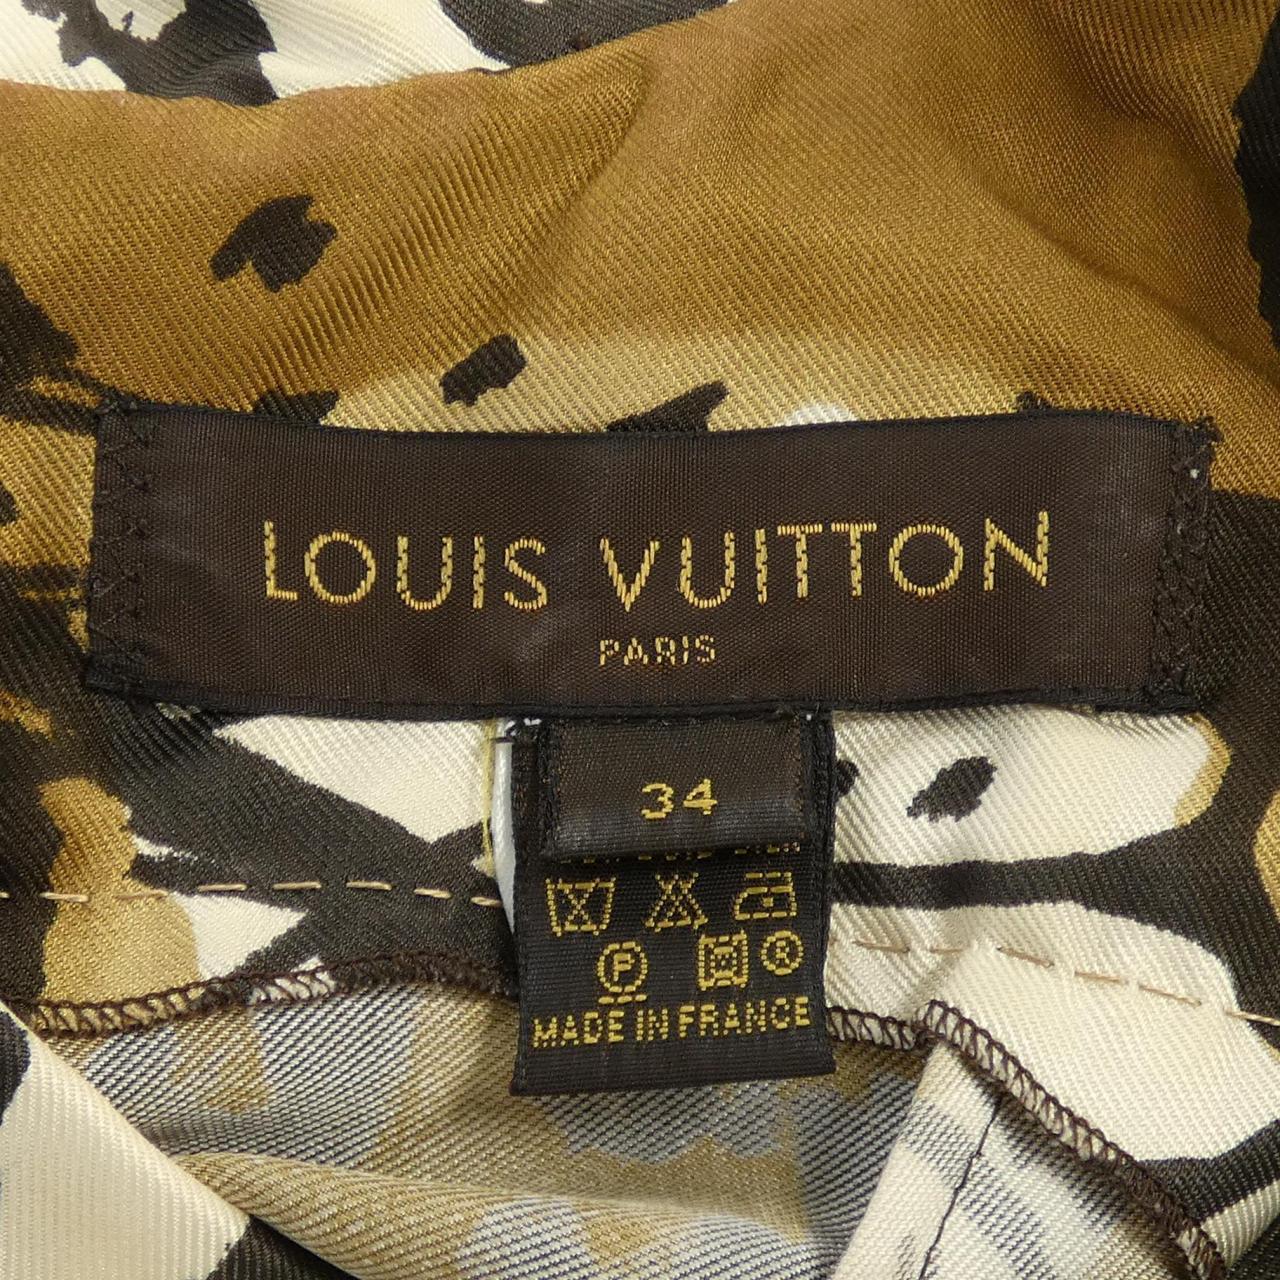 LOUIS VUITTON
PARIS
34
P R
MADE IN FRANCE